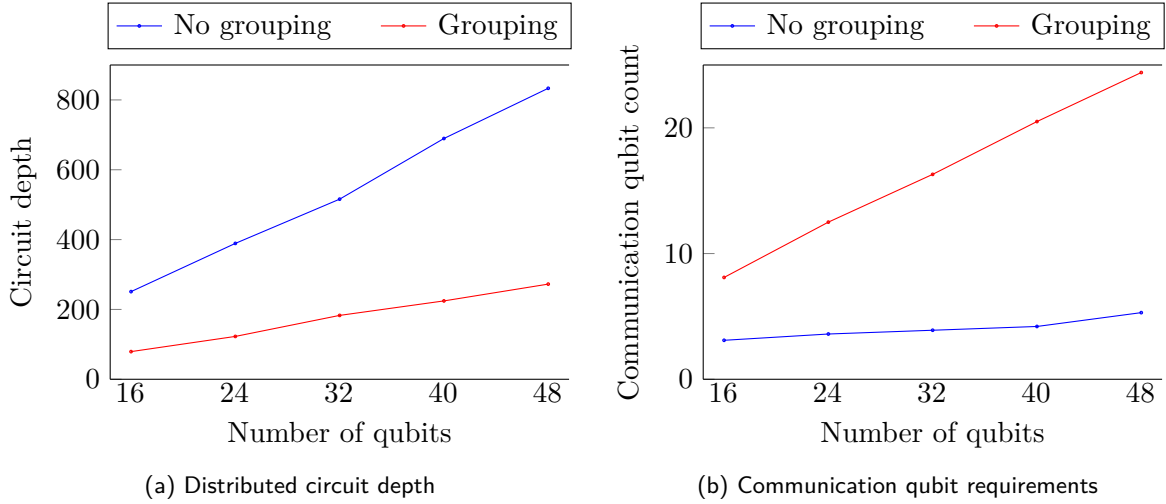 No grouping
Grouping
Circuit depth
800
600
400
200
0
16
24
32
40
48
Number of qubits
(a) Distributed circuit depth
No grouping
Grouping
Communication qubit count
20
10
0
16
24
32
40
48
Number of qubits
(b) Communication qubit requirements